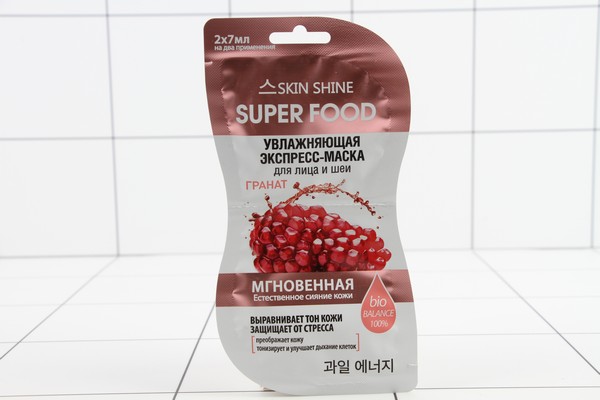 2x7мл
на два применения
SKIN SHINE
SUPER FOOD
УВЛАЖНЯЮЩАЯ
ЭКСПРЕСС-МАСКА
для лица и шеи
ГРАНАТ
МГНОВЕННАЯ
Естественное сияние кожи
bio
BALANCE
100%
ВЫРАВНИВАЕТ ТОН КОЖИ
ЗАЩИЩАЕТ ОТ СТРЕССА
преображает кожу
тонизирует и улучшает дыхание клеток
과일 에너지